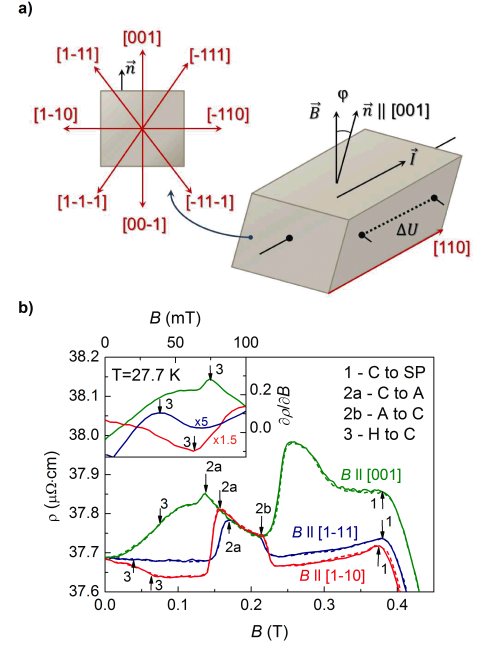 a)
[001]
[1-11]
[-111]
n⃗
[1-10]
[-110]
[1-1-1]
[-11-1]
[00-1]
φ
B⃗
n⃗ || [001]
I⃗
ΔU
[110]
b)
B (mT)
0 50 100
T=27.7 K
3
3
x5
3
x1.5
0.2
0.0
∂ρ/∂B
1 - C to SP
2a - C to A
2b - A to C
3 - H to C
38.2
38.1
38.0
37.9
37.8
37.7
37.6
ρ (μΩ·cm)
2a
2a
2b
3
B || [001]
1
B || [1-11]
1
2a
3
3
B || [1-10]
1
0.0 0.1 0.2 0.3 0.4
B (T)